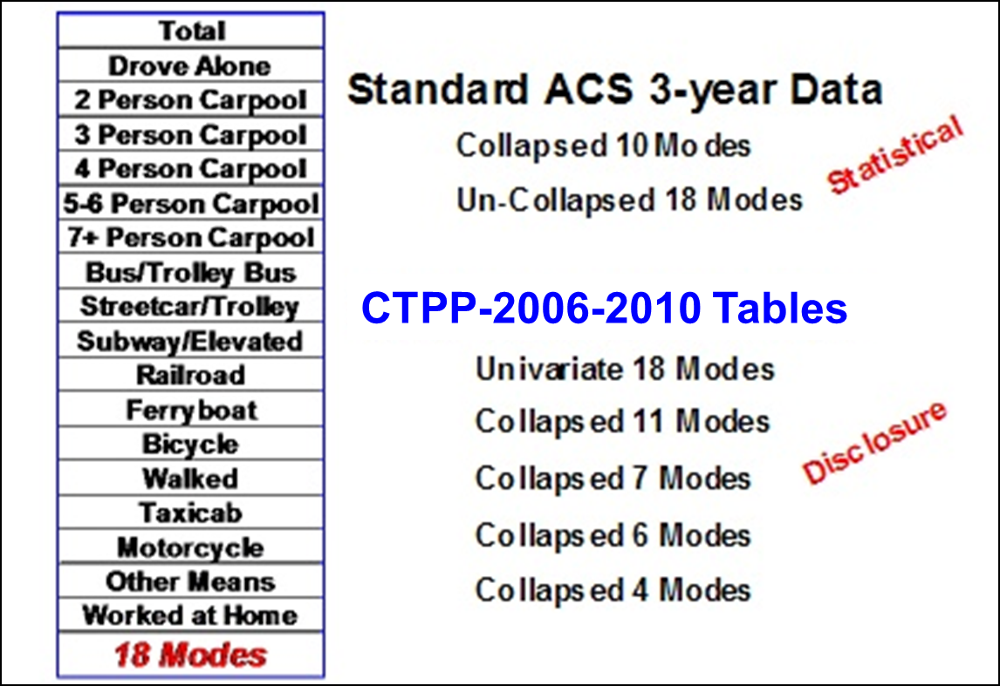 Total
Drove Alone
2 Person Carpool
3 Person Carpool
4 Person Carpool
5-6 Person Carpool
7+ Person Carpool
Bus/Trolley Bus
Streetcar/Trolley
Subway/Elevated
Railroad
Ferryboat
Bicycle
Walked
Taxicab
Motorcycle
Other Means
Worked at Home
18 Modes
Standard ACS 3-year Data
Collapsed 10 Modes
Un-Collapsed 18 Modes
Statistical
CTPP-2006-2010 Tables
Univariate 18 Modes
Collapsed 11 Modes
Collapsed 7 Modes
Collapsed 6 Modes
Collapsed 4 Modes
Disclosure